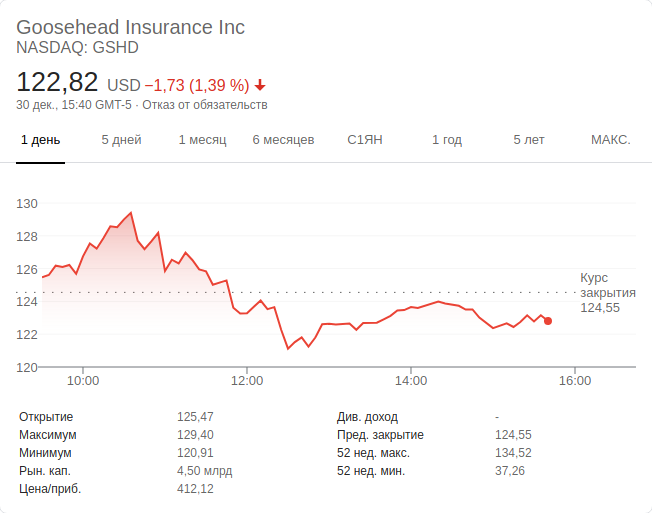 Goosehead Insurance Inc
NASDAQ: GSHD
122,82 USD −1,73 (1,39 %)
30 дек., 15:40 GMT-5 · Отказ от обязательств
1 день 5 дней 1 месяц 6 месяцев С1ЯН 1 год 5 лет МАКС.
130
128
126
124
122
120
Курс
закрытия
124,55
10:00 12:00 14:00 16:00
Открытие 125,47 Див. доход -
Максимум 129,40 Пред. закрытие 124,55
Минимум 120,91 52 нед. макс. 134,52
Рын. кап. 4,50 млрд 52 нед. мин. 37,26
Цена/приб. 412,12